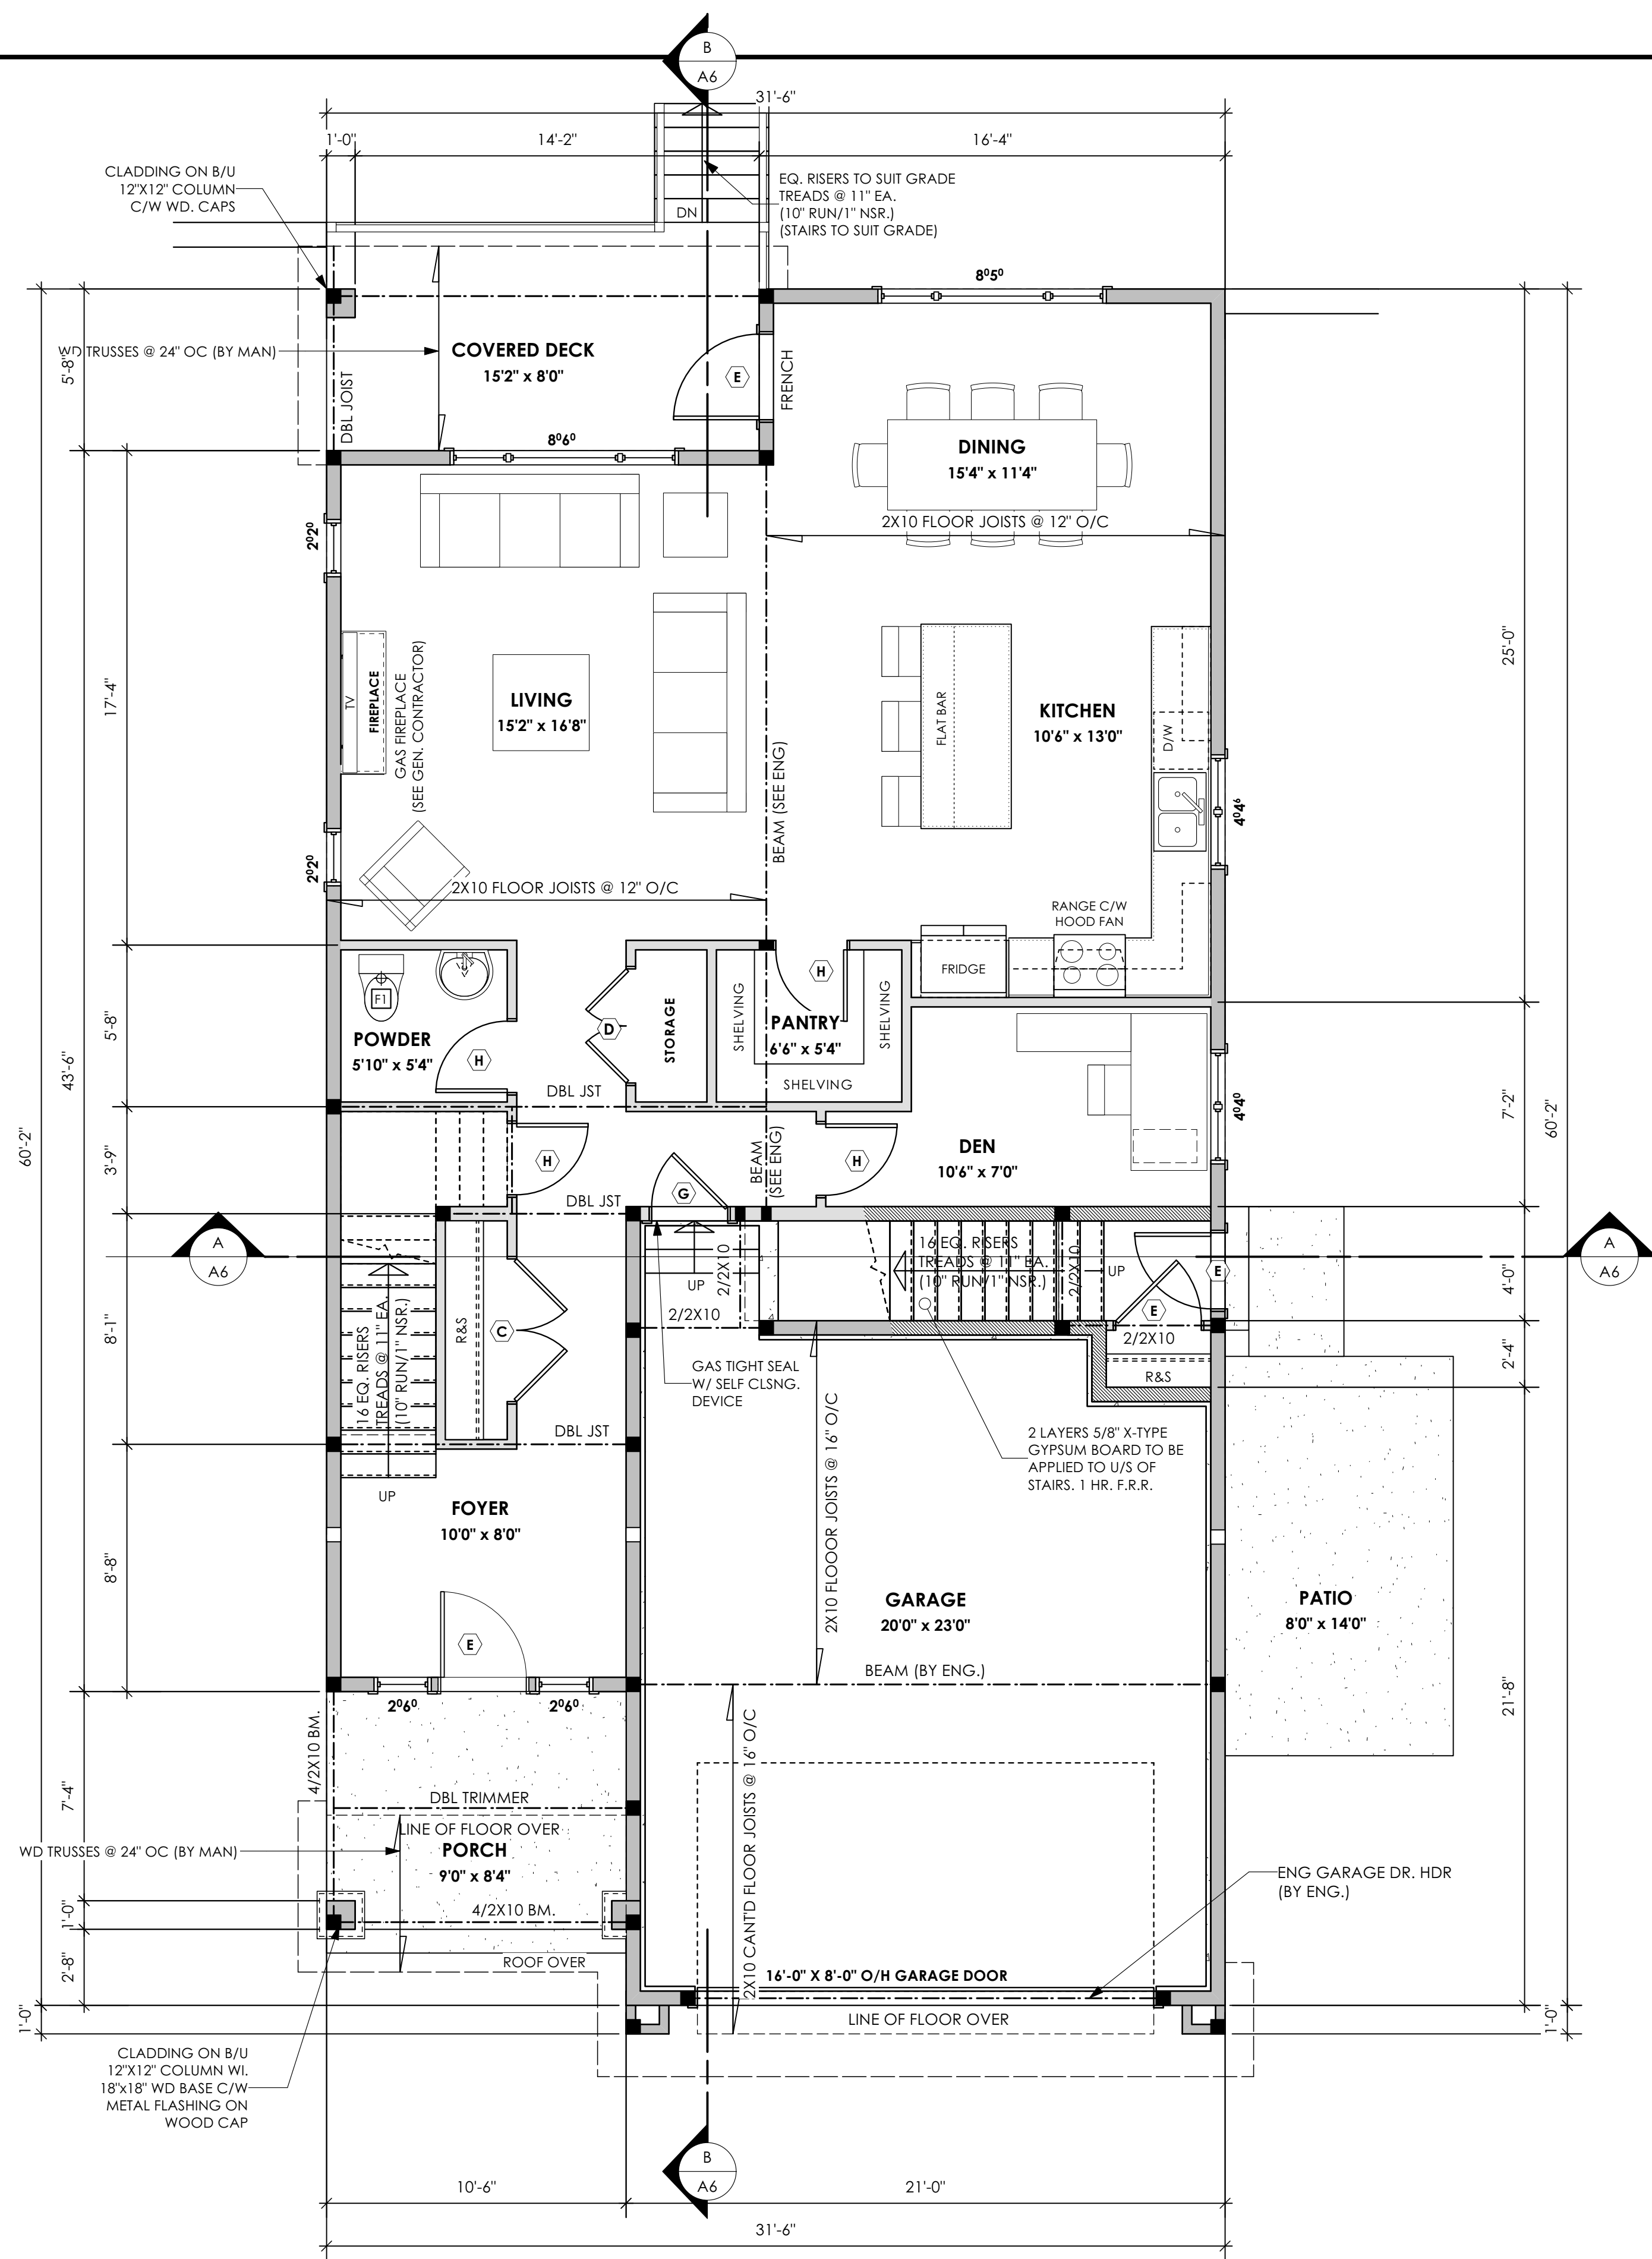 B
A6
31'-6"
1'-0"
14'-2"
16'-4"
CLADDING ON B/U
12"X12" COLUMN
C/W WD. CAPS
EQ. RISERS TO SUIT GRADE
TREADS @ 11" EA.
(10" RUN/1" NSR.)
(STAIRS TO SUIT GRADE)
DN
8⁰5⁰
WD TRUSSES @ 24" OC (BY MAN)
5'-8"
DBL JOIST
COVERED DECK
15'2" x 8'0"
E
FRENCH
8⁰6⁰
DINING
15'4" x 11'4"
2X10 FLOOR JOISTS @ 12" O/C
2⁰2⁰
17'-4"
TV
FIREPLACE
GAS FIREPLACE
(SEE GEN. CONTRACTOR)
LIVING
15'2" x 16'8"
BEAM (SEE ENG)
FLAT BAR
KITCHEN
10'6" x 13'0"
D/W
4⁰4⁶
25'-0"
2⁰2⁰
2X10 FLOOR JOISTS @ 12" O/C
RANGE C/W
HOOD FAN
FRIDGE
F1
POWDER
5'10" x 5'4"
H
5'-8"
D
STORAGE
SHELVING
PANTRY
6'6" x 5'4"
SHELVING
SHELVING
H
43'-6"
60'-2"
DBL JST
4⁰4⁰
7'-2"
60'-2"
3'-9"
H
BEAM
(SEE ENG)
H
DEN
10'6" x 7'0"
G
DBL JST
A
A6
UP
2/2X10
2/2X10
16 EQ. RISERS
TREADS @ 11" EA.
(10" RUN/1" NSR.)
2/2X10
UP
E
E
2/2X10
R&S
4'-0"
2'-4"
A
A6
8'-1"
16 EQ. RISERS
TREADS @ 11" EA.
(10" RUN/1" NSR.)
R&S
C
GAS TIGHT SEAL
W/ SELF CLSNG.
DEVICE
DBL JST
2 LAYERS 5/8" X-TYPE
GYPSUM BOARD TO BE
APPLIED TO U/S OF
STAIRS. 1 HR. F.R.R.
UP
FOYER
10'0" x 8'0"
8'-8"
E
2X10 FLOOOR JOISTS @ 16" O/C
GARAGE
20'0" x 23'0"
PATIO
8'0" x 14'0"
BEAM (BY ENG.)
21'-8"
2⁰6⁰
2⁰6⁰
4/2X10 BM.
7'-4"
DBL TRIMMER
LINE OF FLOOR OVER
WD TRUSSES @ 24" OC (BY MAN)
PORCH
9'0" x 8'4"
2X10 CANT'D FLOOR JOISTS @ 16" O/C
ENG GARAGE DR. HDR
(BY ENG.)
1'-0"
4/2X10 BM.
2'-8"
ROOF OVER
16'-0" X 8'-0" O/H GARAGE DOOR
LINE OF FLOOR OVER
1'-0"
1'-0"
CLADDING ON B/U
12"X12" COLUMN WI.
18"x18" WD BASE C/W
METAL FLASHING ON
WOOD CAP
B
A6
10'-6"
21'-0"
31'-6"